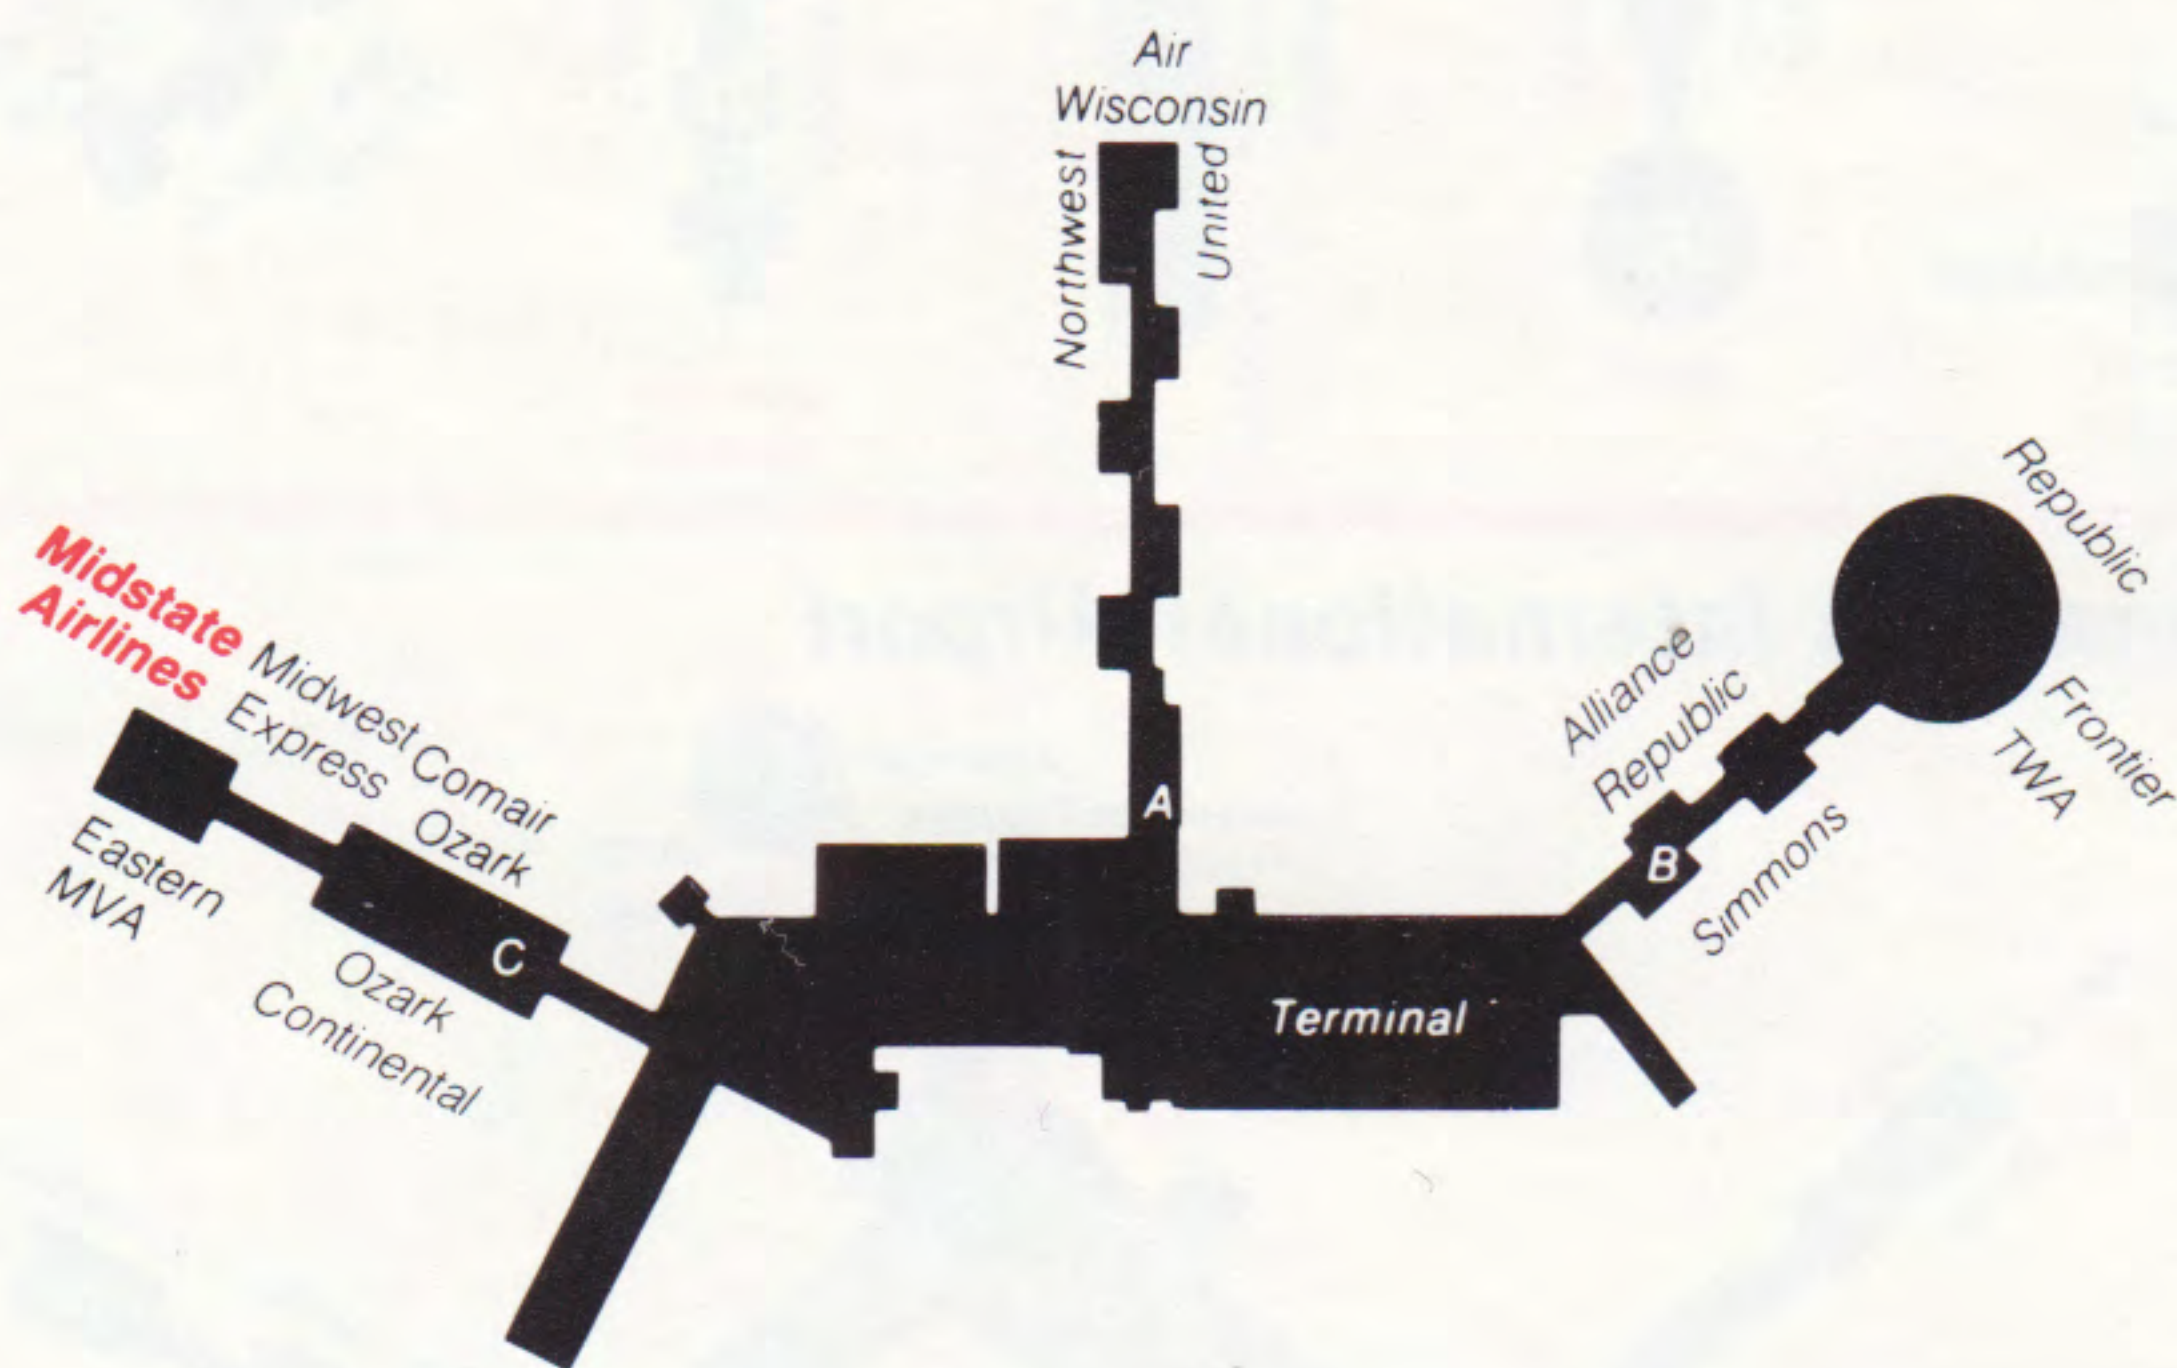 Air
Wisconsin
Northwest
United
A
Midstate
Airlines
Midwest
Express
Comair
Ozark
Eastern
MVA
C
Ozark
Continental
Terminal
Alliance
Republic
B
Simmons
Republic
Frontier
TWA